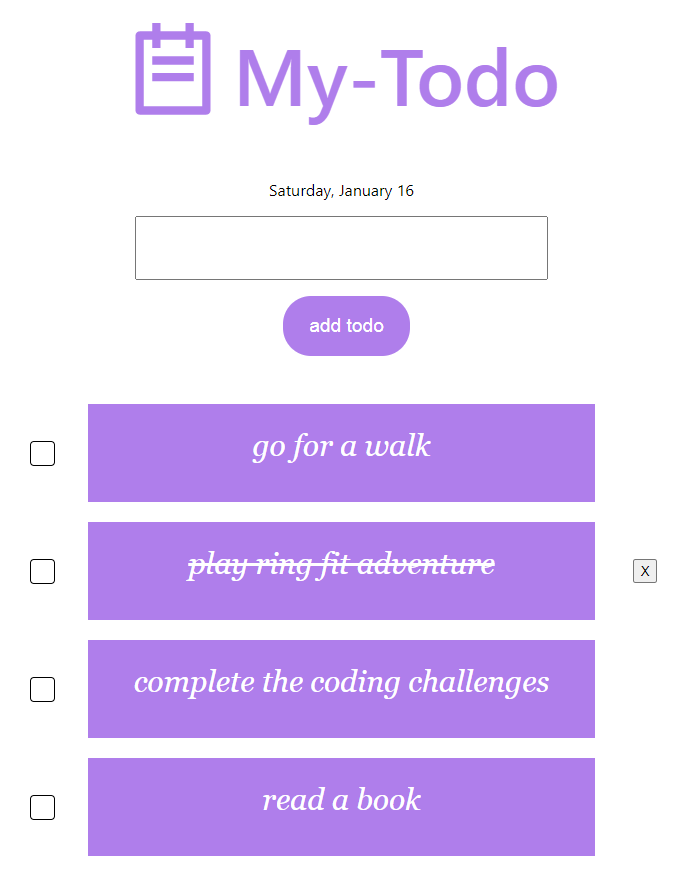 My-Todo
Saturday, January 16
add todo
go for a walk
play ring fit adventure
X
complete the coding challenges
read a book